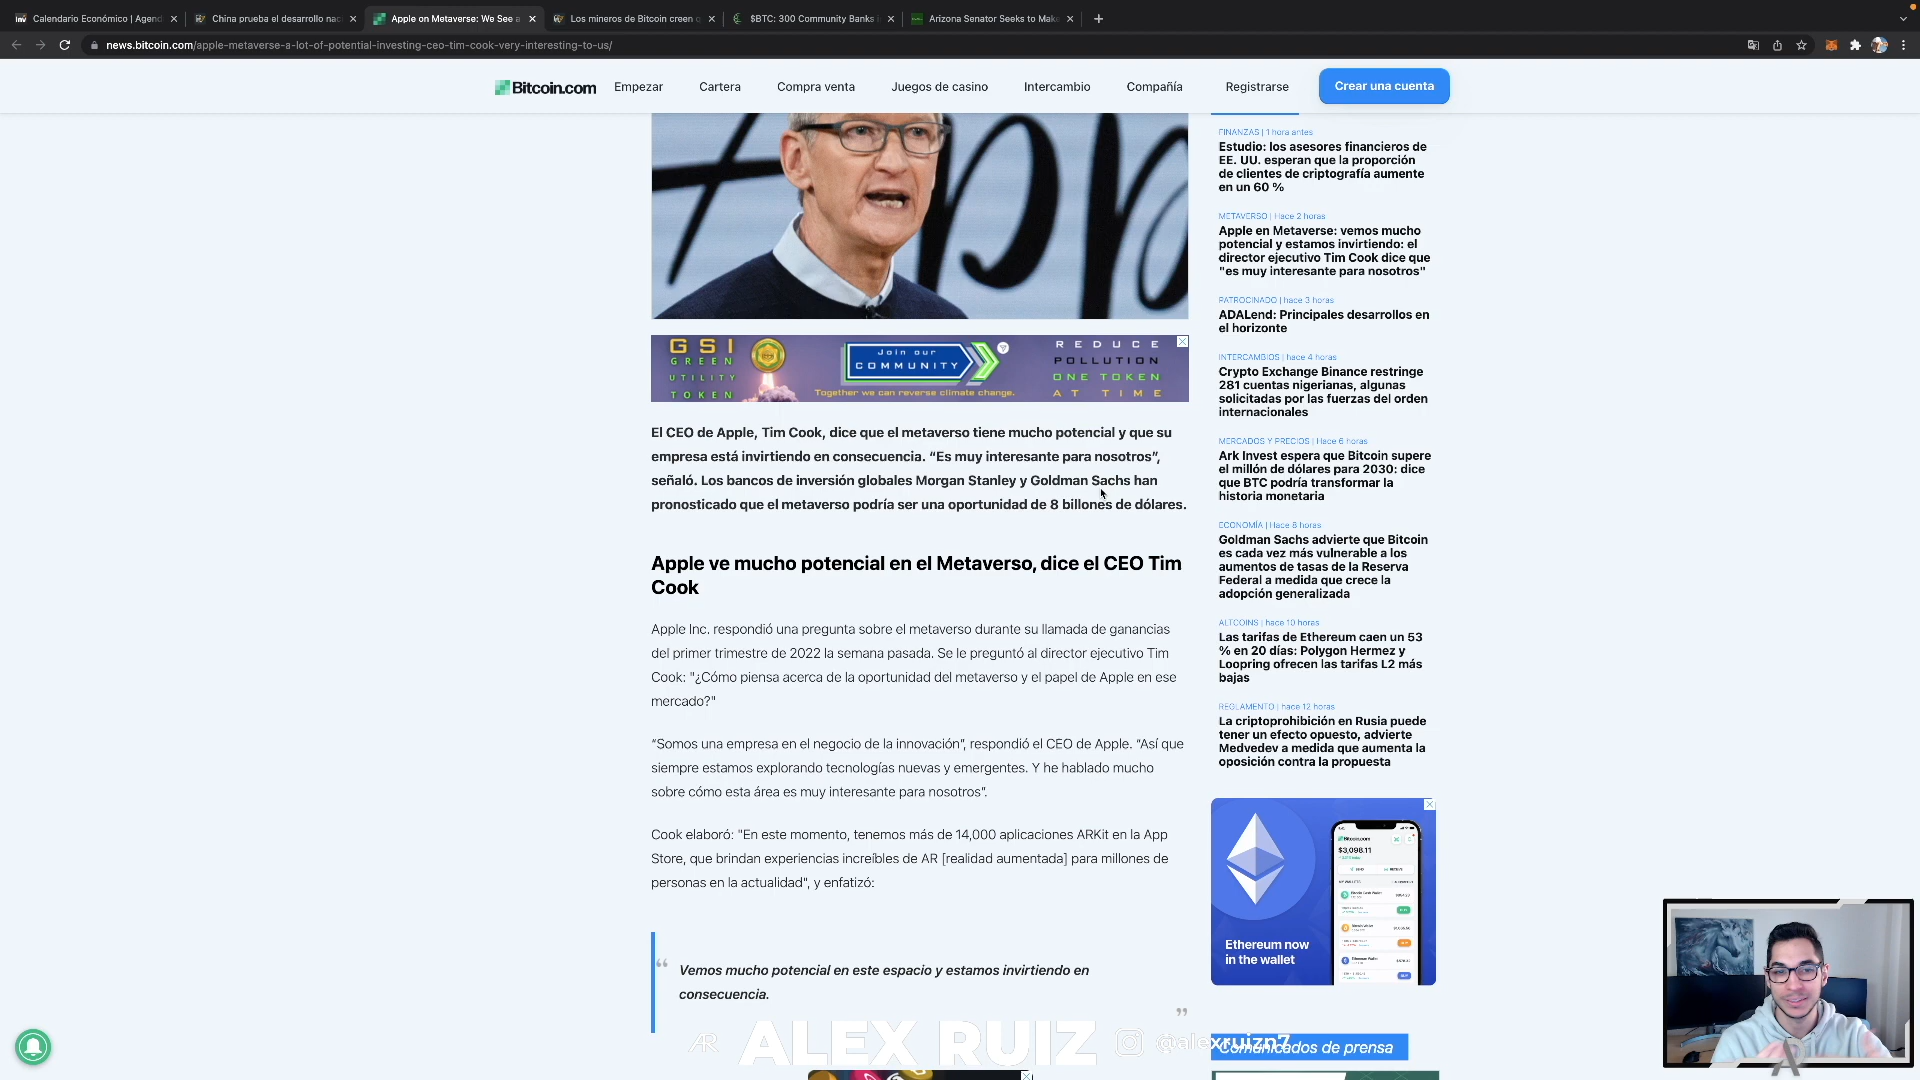 Calendario Económico | Agen
China prueba el desarrollo nac
Apple on Metaverse: We See a
Los mineros de Bitcoin creen q
$BTC: 300 Community Banks i
Arizona Senator Seeks to Make
news.bitcoin.com/apple-metaverse-a-lot-of-potential-investing-ceo-tim-cook-very-interesting-to-us/
Bitcoin.com
Empezar
Cartera
Compra venta
Juegos de casino
Intercambio
Compañía
Registrarse
Crear una cuenta
GSI
GREEN
UTILITY
TOKEN
Join our
COMMUNITY
Together we can reverse climate change.
REDUCE
POLLUTION
ONE TOKEN
AT TIME
El CEO de Apple, Tim Cook, dice que el metaverso tiene mucho potencial y que su
empresa está invirtiendo en consecuencia. “Es muy interesante para nosotros”,
señaló. Los bancos de inversión globales Morgan Stanley y Goldman Sachs han
pronosticado que el metaverso podría ser una oportunidad de 8 billones de dólares.
Apple ve mucho potencial en el Metaverso, dice el CEO Tim
Cook
Apple Inc. respondió una pregunta sobre el metaverso durante su llamada de ganancias
del primer trimestre de 2022 la semana pasada. Se le preguntó al director ejecutivo Tim
Cook: "¿Cómo piensa acerca de la oportunidad del metaverso y el papel de Apple en ese
mercado?"
“Somos una empresa en el negocio de la innovación”, respondió el CEO de Apple. “Así que
siempre estamos explorando tecnologías nuevas y emergentes. Y he hablado mucho
sobre cómo esta área es muy interesante para nosotros”.
Cook elaboró: "En este momento, tenemos más de 14,000 aplicaciones ARKit en la App
Store, que brindan experiencias increíbles de AR [realidad aumentada] para millones de
personas en la actualidad", y enfatizó:
“ Vemos mucho potencial en este espacio y estamos invirtiendo en
consecuencia.
”
FINANZAS | 1 hora antes
Estudio: los asesores financieros de
EE. UU. esperan que la proporción
de clientes de criptografía aumente
en un 60 %
METAVERSO | Hace 2 horas
Apple en Metaverse: vemos mucho
potencial y estamos invirtiendo: el
director ejecutivo Tim Cook dice que
"es muy interesante para nosotros"
PATROCINADO | hace 3 horas
ADALend: Principales desarrollos en
el horizonte
INTERCAMBIOS | hace 4 horas
Crypto Exchange Binance restringe
281 cuentas nigerianas, algunas
solicitadas por las fuerzas del orden
internacionales
MERCADOS Y PRECIOS | Hace 6 horas
Ark Invest espera que Bitcoin supere
el millón de dólares para 2030: dice
que BTC podría transformar la
historia monetaria
ECONOMÍA | Hace 8 horas
Goldman Sachs advierte que Bitcoin
es cada vez más vulnerable a los
aumentos de tasas de la Reserva
Federal a medida que crece la
adopción generalizada
ALTCOINS | hace 10 horas
Las tarifas de Ethereum caen un 53
% en 20 días: Polygon Hermez y
Loopring ofrecen las tarifas L2 más
bajas
REGLAMENTO | hace 12 horas
La criptoprohibición en Rusia puede
tener un efecto opuesto, advierte
Medvedev a medida que aumenta la
oposición contra la propuesta
Bitcoin.com
$3,098.11
Ethereum now
in the wallet
Comunicados de prensa
AR ALEX RUIZ @alexruizn7